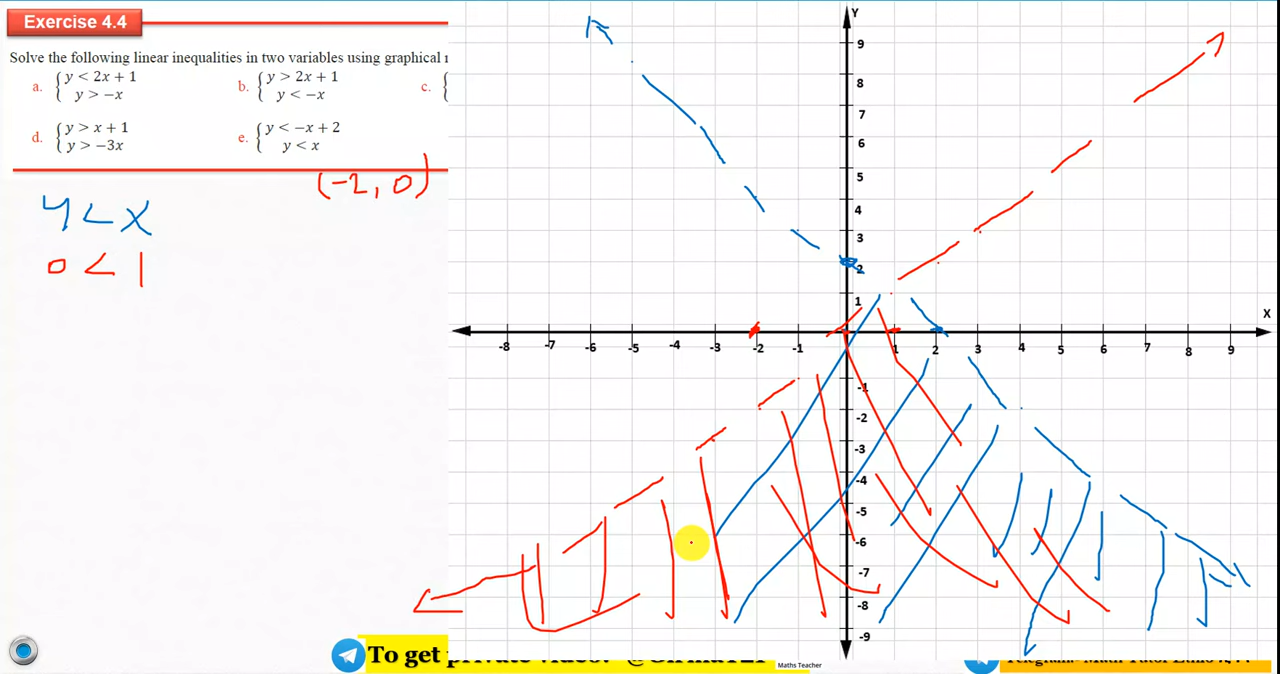 Exercise 4.4
Solve the following linear inequalities in two variables using graphical
a. { y < 2x + 1
y > −x
b. { y > 2x + 1
y < −x
c. {
d. { y > x + 1
y > −3x
e. { y < −x + 2
y < x
(-2, 0)
y < x
0 < 1
Y
9
8
7
6
5
4
3
2
1
X
-8 -7 -6 -5 -4 -3 -2 -1 1 2 3 4 5 6 7 8 9
-1
-2
-3
-4
-5
-6
-7
-8
-9
To get
Maths Teacher